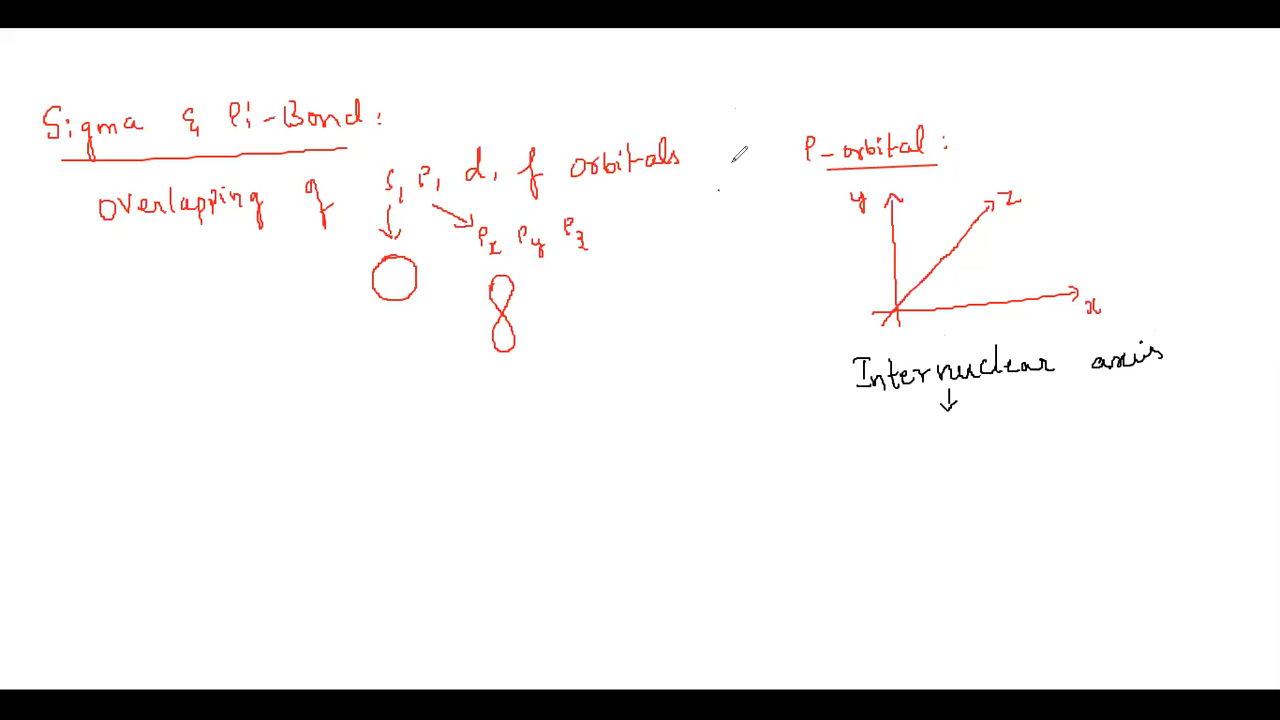 Sigma & Pi-Bond:
overlapping of s, p, d, f orbitals
Px Py Pz
P-orbital:
y
z
x
Internuclear axis